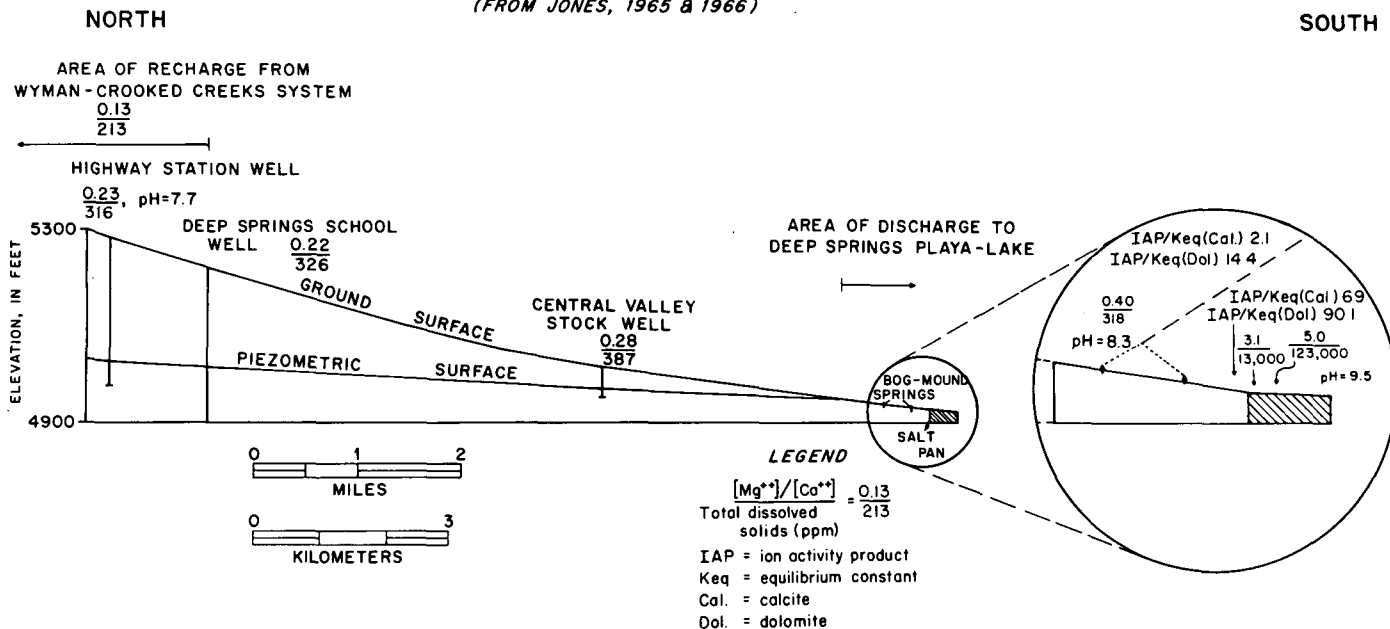 (FROM JONES, 1965 & 1966)
NORTH
SOUTH
AREA OF RECHARGE FROM
WYMAN-CROOKED CREEKS SYSTEM
0.13
213
HIGHWAY STATION WELL
0.23
316, pH=7.7
5300
4900
ELEVATION, IN FEET
DEEP SPRINGS SCHOOL
WELL 0.22
326
GROUND SURFACE
PIEZOMETRIC SURFACE
CENTRAL VALLEY
STOCK WELL
0.28
387
AREA OF DISCHARGE TO
DEEP SPRINGS PLAYA-LAKE
BOG-MOUND
SPRINGS
SALT
PAN
IAP/Keq(Cal.) 2.1
IAP/Keq(Dol) 14.4
0.40
318
pH=8.3
IAP/Keq(Cal) 69
IAP/Keq(Dol) 901
3.1
13,000
5.0
123,000
pH=9.5
0 1 2
MILES
0 3
KILOMETERS
LEGEND
[Mg++]/[Ca++]
Total dissolved
solids (ppm)
= 0.13
213
IAP = ion activity product
Keq = equilibrium constant
Cal. = calcite
Dol. = dolomite